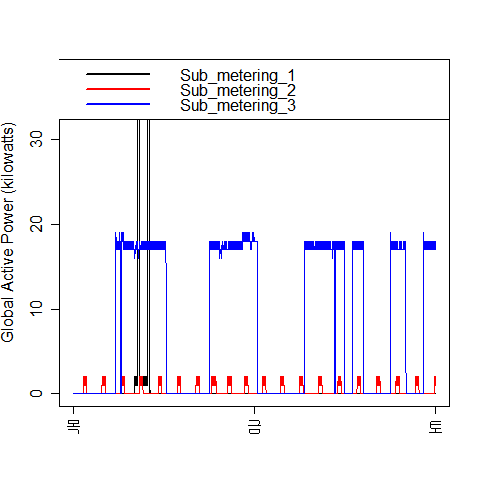 Sub_metering_1
Sub_metering_2
Sub_metering_3
Global Active Power (kilowatts)
30
20
10
0